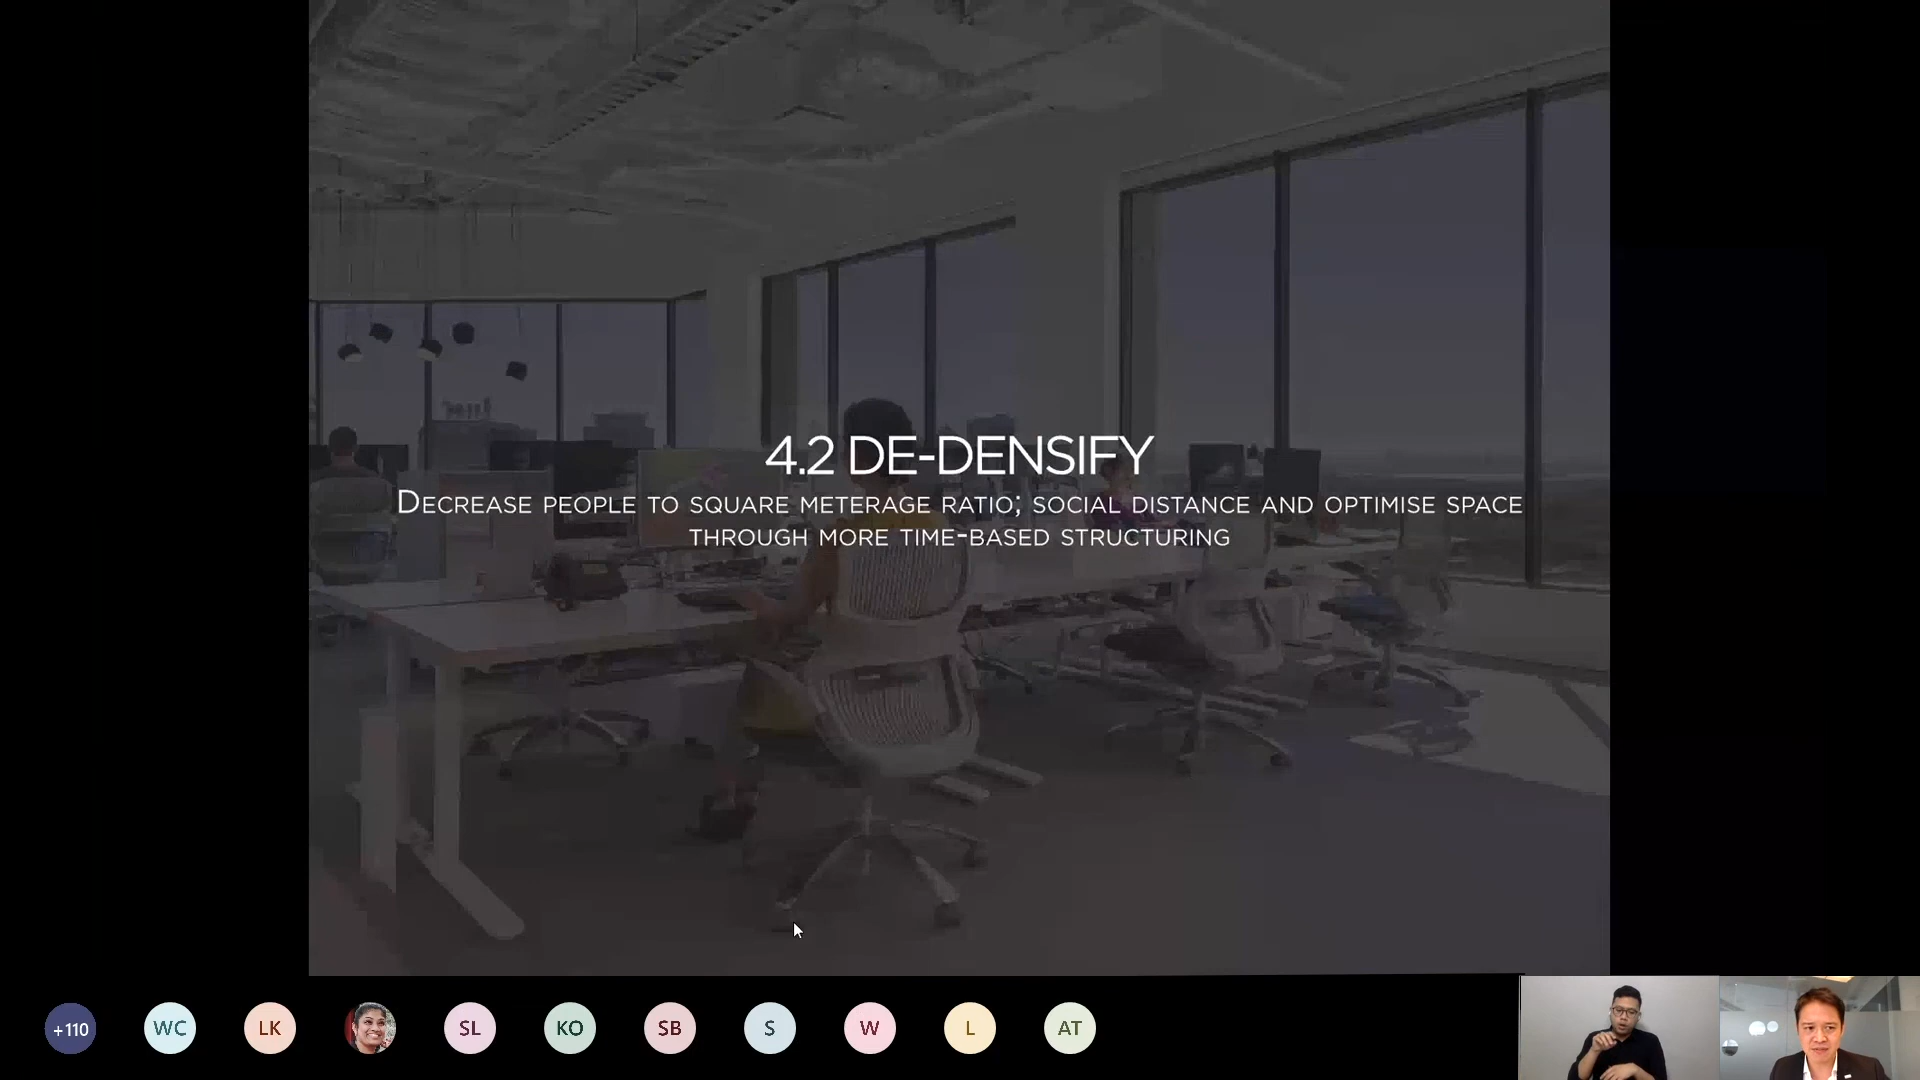 4.2 DE-DENSIFY
DECREASE PEOPLE TO SQUARE METERAGE RATIO; SOCIAL DISTANCE AND OPTIMISE SPACE
THROUGH MORE TIME-BASED STRUCTURING
+110
WC
LK
SL
KO
SB
S
W
L
AT